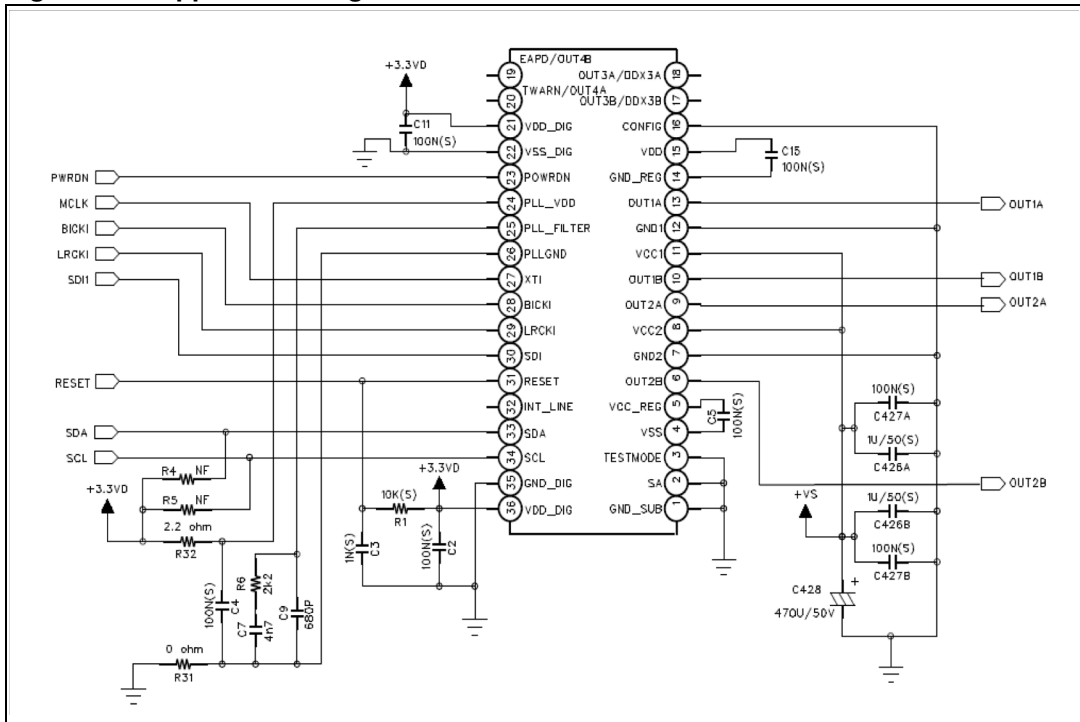 +3.3VD
C11
100N(S)
PWRDN
MCLK
BICKI
LRCKI
SDI1
RESET
SDA
SCL
R4 NF
+3.3VD
R5 NF
2.2 ohm
R32
100N(S)
C4
R6
2k2
C7
4n7
C9
680P
0 ohm
R31
1N(S)
C3
10K(S)
R1
+3.3VD
100N(S)
C2
19 EAPD/OUT4B
20 TWARN/OUT4A
21 VDD_DIG
22 VSS_DIG
23 POWRDN
24 PLL_VDD
25 PLL_FILTER
26 PLLGND
27 XTI
28 BICKI
29 LRCKI
30 SDI
31 RESET
32 INT_LINE
33 SDA
34 SCL
35 GND_DIG
36 VDD_DIG
OUT3A/DDX3A 18
OUT3B/DDX3B 17
CONFIG 16
VDD 15
GND_REG 14
OUT1A 13
GND1 12
VCC1 11
OUT1B 10
OUT2A 9
VCC2 8
GND2 7
OUT2B 6
VCC_REG 5
VSS 4
TESTMODE 3
SA 2
GND_SUB 1
C15
100N(S)
C5
100N(S)
OUT1A
OUT1B
OUT2A
OUT2B
100N(S)
C427A
1U/50(S)
C426A
+VS
1U/50(S)
C426B
100N(S)
C427B
C428
+
470U/50V